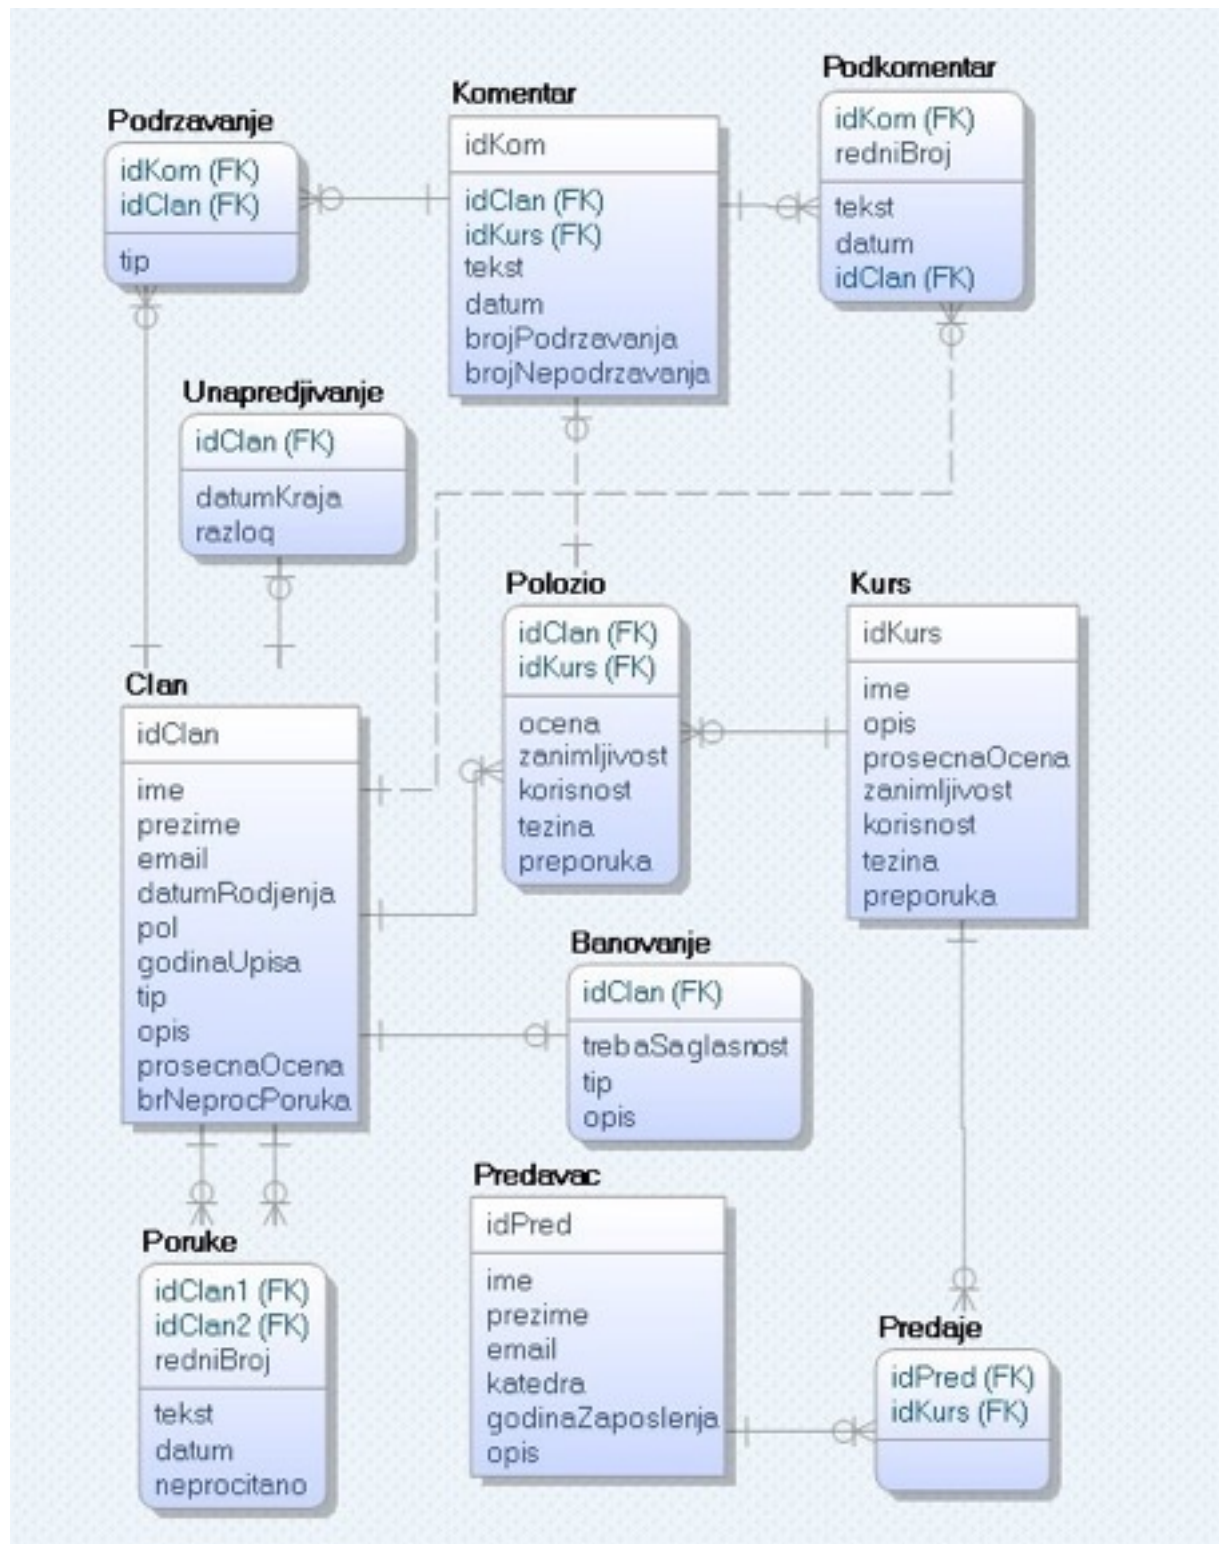 Podrzavanje
idKom (FK)
idClan (FK)
tip
Komentar
idKom
idClan (FK)
idKurs (FK)
tekst
datum
brojPodrzavanja
brojNepodrzavanja
Podkomentar
idKom (FK)
redniBroj
tekst
datum
idClan (FK)
Unapredjivanje
idClan (FK)
datumKraja
razlog
Clan
idClan
ime
prezime
email
datumRodjenja
pol
godinaUpisa
tip
opis
prosecnaOcena
brNeprocPoruka
Polozio
idClan (FK)
idKurs (FK)
ocena
zanimljivost
korisnost
tezina
preporuka
Kurs
idKurs
ime
opis
prosecnaOcena
zanimljivost
korisnost
tezina
preporuka
Banovanje
idClan (FK)
trebaSaglasnost
tip
opis
Poruke
idClan1 (FK)
idClan2 (FK)
redniBroj
tekst
datum
neprocitano
Predavac
idPred
ime
prezime
email
katedra
godinaZaposlenja
opis
Predaje
idPred (FK)
idKurs (FK)